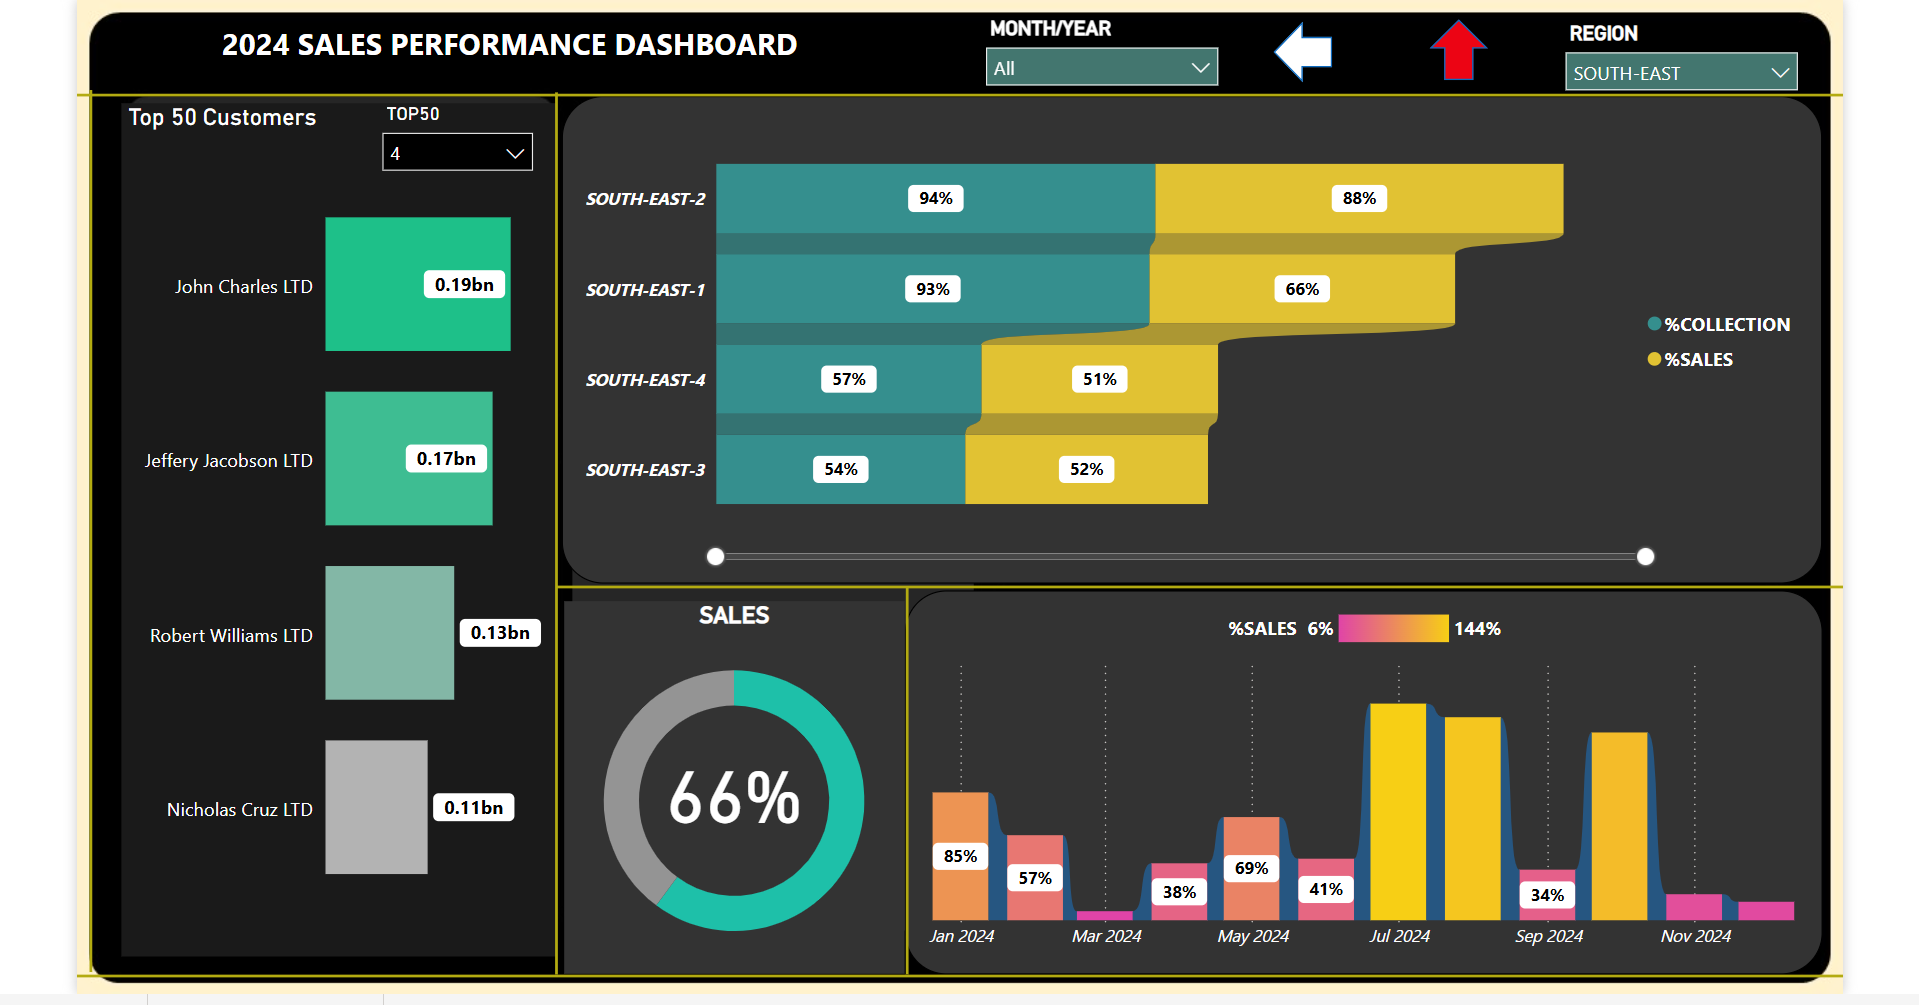 2024 SALES PERFORMANCE DASHBOARD
MONTH/YEAR
All
REGION
SOUTH-EAST
Top 50 Customers
TOP50
4
John Charles LTD
0.19bn
Jeffery Jacobson LTD
0.17bn
Robert Williams LTD
0.13bn
Nicholas Cruz LTD
0.11bn
SOUTH-EAST-2
94%
88%
SOUTH-EAST-1
93%
66%
SOUTH-EAST-4
57%
51%
SOUTH-EAST-3
54%
52%
%COLLECTION
%SALES
SALES
66%
%SALES 6% 144%
85%
57%
38%
69%
41%
34%
Jan 2024
Mar 2024
May 2024
Jul 2024
Sep 2024
Nov 2024